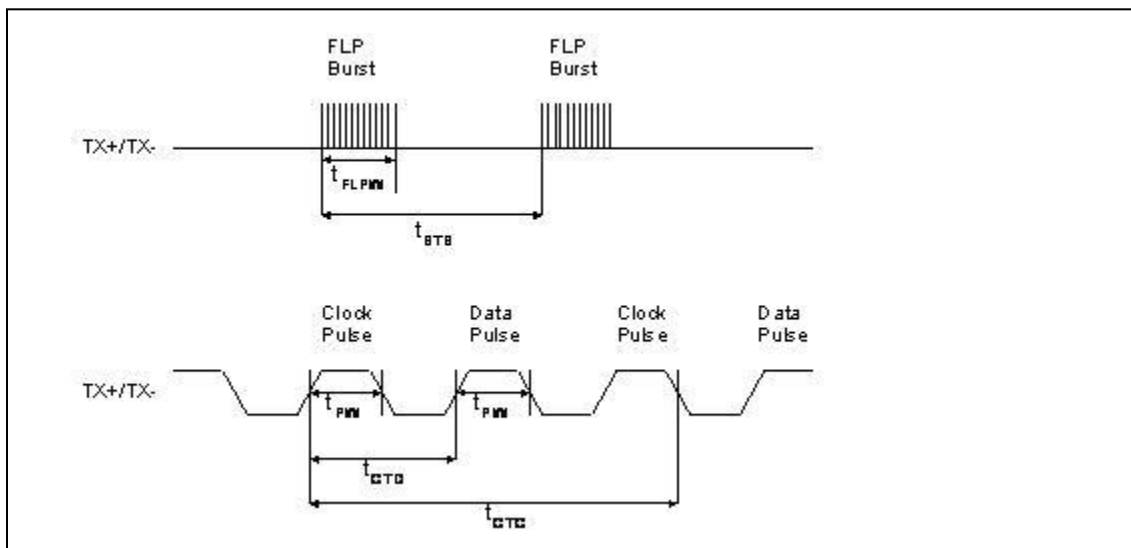 FLP
Burst
FLP
Burst
TX+/TX-
t FLPW
t BTB
Clock
Pulse
Data
Pulse
Clock
Pulse
Data
Pulse
TX+/TX-
t PW
t PW
t CTD
t CTC